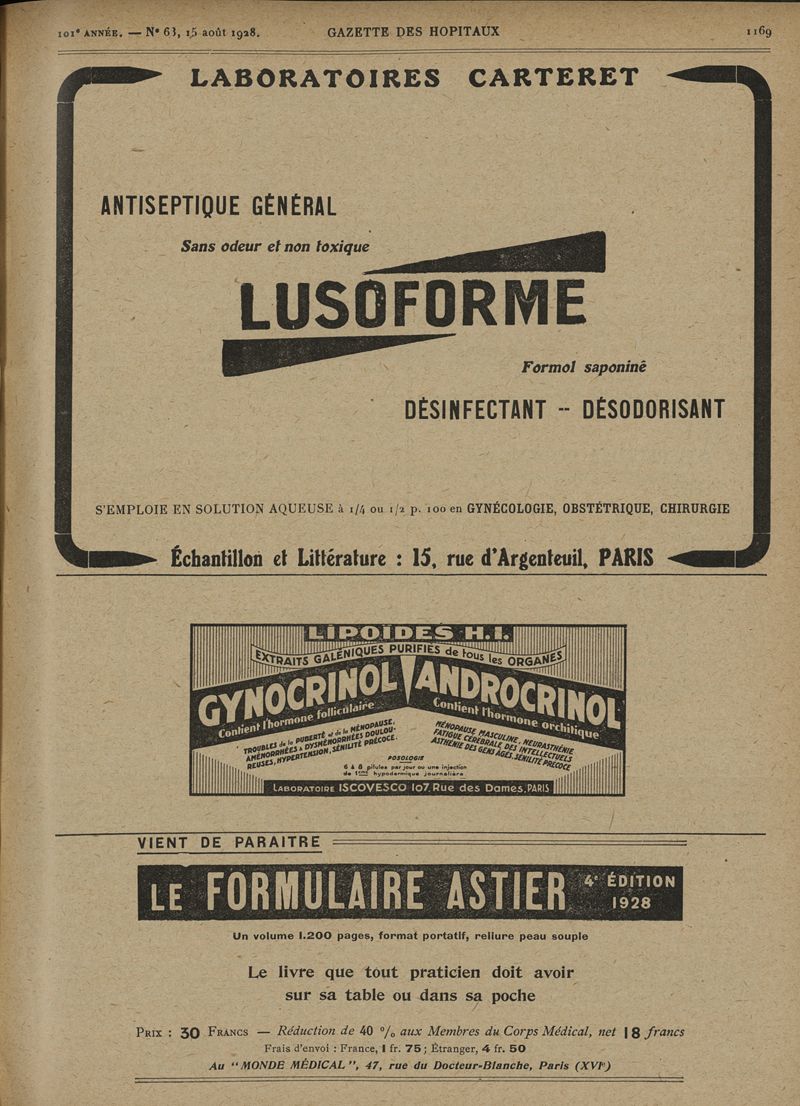 101e ANNÉE. — No 63, 15 août 1928.
GAZETTE DES HOPITAUX
1169
LABORATOIRES CARTERET
ANTISEPTIQUE GÉNÉRAL
Sans odeur et non toxique
LUSOFORME
Formol saponiné
DÉSINFECTANT -- DÉSODORISANT
S'EMPLOIE EN SOLUTION AQUEUSE à 1/4 ou 1/2 p. 100 en GYNÉCOLOGIE, OBSTÉTRIQUE, CHIRURGIE
Échantillon et Littérature : 15, rue d'Argenteuil, PARIS
LIPOÏDES H.I.
EXTRAITS GALÉNIQUES PURIFIÉS de tous les ORGANES
GYNOCRINOL
Contient l'hormone folliculaire
TROUBLES de la PUBERTÉ et de la MÉNOPAUSE,
AMÉNORRHÉES & DYSMÉNORRHÉES DOULOU-
REUSES, HYPERTENSION, SÉNILITÉ PRÉCOCE.
ANDROCRINOL
Contient l'hormone orchitique
MÉNOPAUSE MASCULINE, NEURASTHÉNIE
FATIGUE CÉRÉBRALE DES INTELLECTUELS
ASTHÉNIE DES GENS AGÉS, SENILITÉ PRÉCOCE
POSOLOGIE
6 à 8 pilules par jour ou une injection
de 1cm3 hypodermique journalière
LABORATOIRE ISCOVESCO 107, Rue des Dames, PARIS
VIENT DE PARAITRE
LE FORMULAIRE ASTIER 4e ÉDITION
1928
Un volume 1.200 pages, format portatif, reliure peau souple
Le livre que tout praticien doit avoir
sur sa table ou dans sa poche
PRIX : 30 FRANCS — Réduction de 40 % aux Membres du Corps Médical, net 18 francs
Frais d'envoi : France, 1 fr. 75 ; Étranger, 4 fr. 50
Au "MONDE MÉDICAL", 47, rue du Docteur-Blanche, Paris (XVIe)